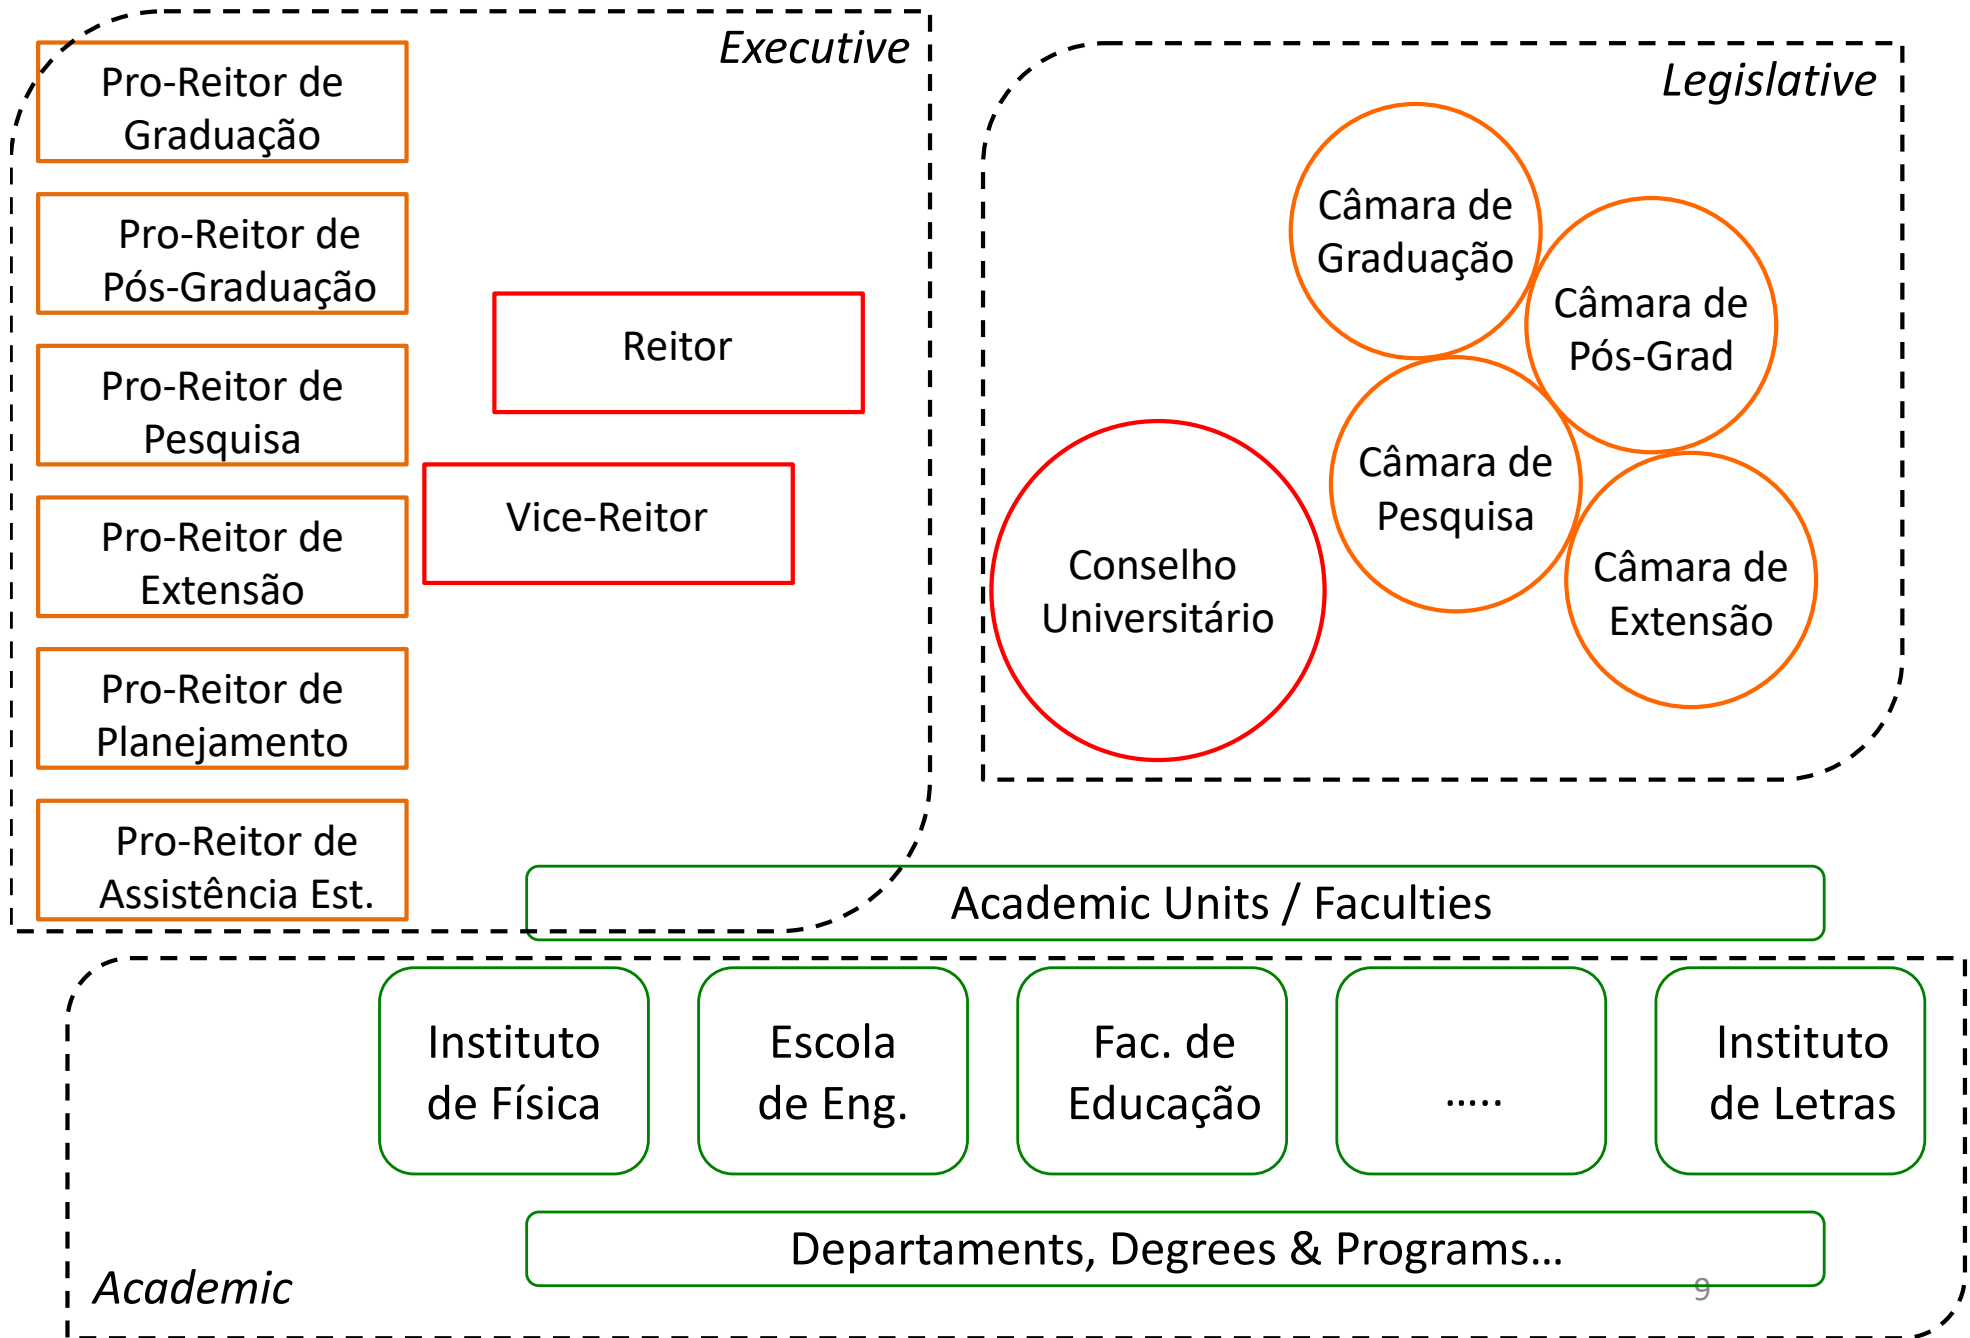 Executive
Pro-Reitor de
Graduação
Pro-Reitor de
Pós-Graduação
Pro-Reitor de
Pesquisa
Pro-Reitor de
Extensão
Pro-Reitor de
Planejamento
Pro-Reitor de
Assistência Est.
Reitor
Vice-Reitor
Legislative
Câmara de
Graduação
Câmara de
Pós-Grad
Câmara de
Pesquisa
Câmara de
Extensão
Conselho
Universitário
Academic Units / Faculties
Instituto
de Física
Escola
de Eng.
Fac. de
Educação
.....
Instituto
de Letras
Departaments, Degrees & Programs...
Academic
9